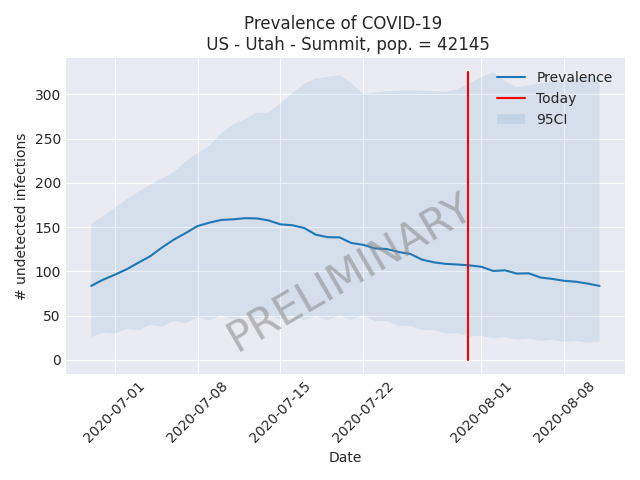 Prevalence of COVID-19
US - Utah - Summit, pop. = 42145
Prevalence
Today
95CI
# undetected infections
300
250
200
150
100
50
0
PRELIMINARY
2020-07-01
2020-07-08
2020-07-15
2020-07-22
2020-08-01
2020-08-08
Date